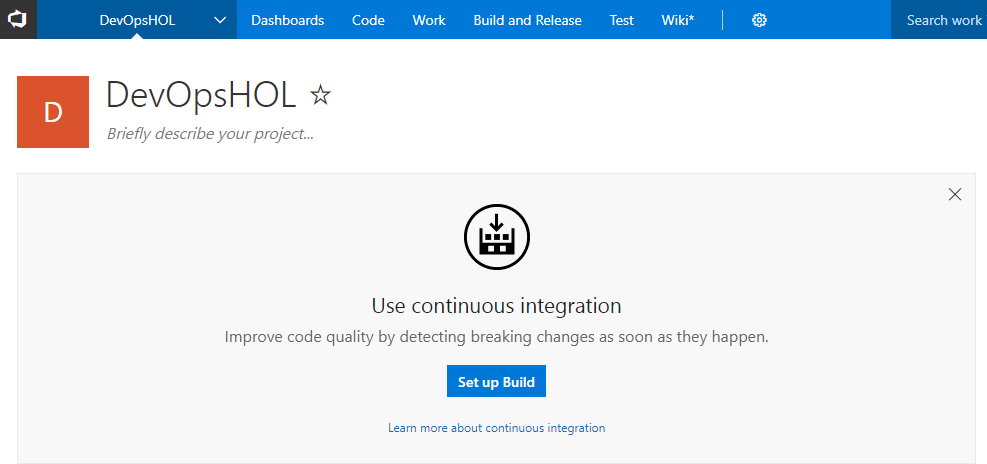 DevOpsHOL Dashboards Code Work Build and Release Test Wiki* Search work
D
DevOpsHOL
Briefly describe your project...
Use continuous integration
Improve code quality by detecting breaking changes as soon as they happen.
Set up Build
Learn more about continuous integration